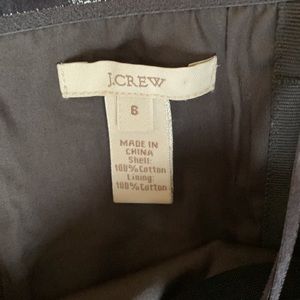 J.CREW
6
MADE IN
CHINA
Shell:
100% Cotton
Lining:
100% Cotton